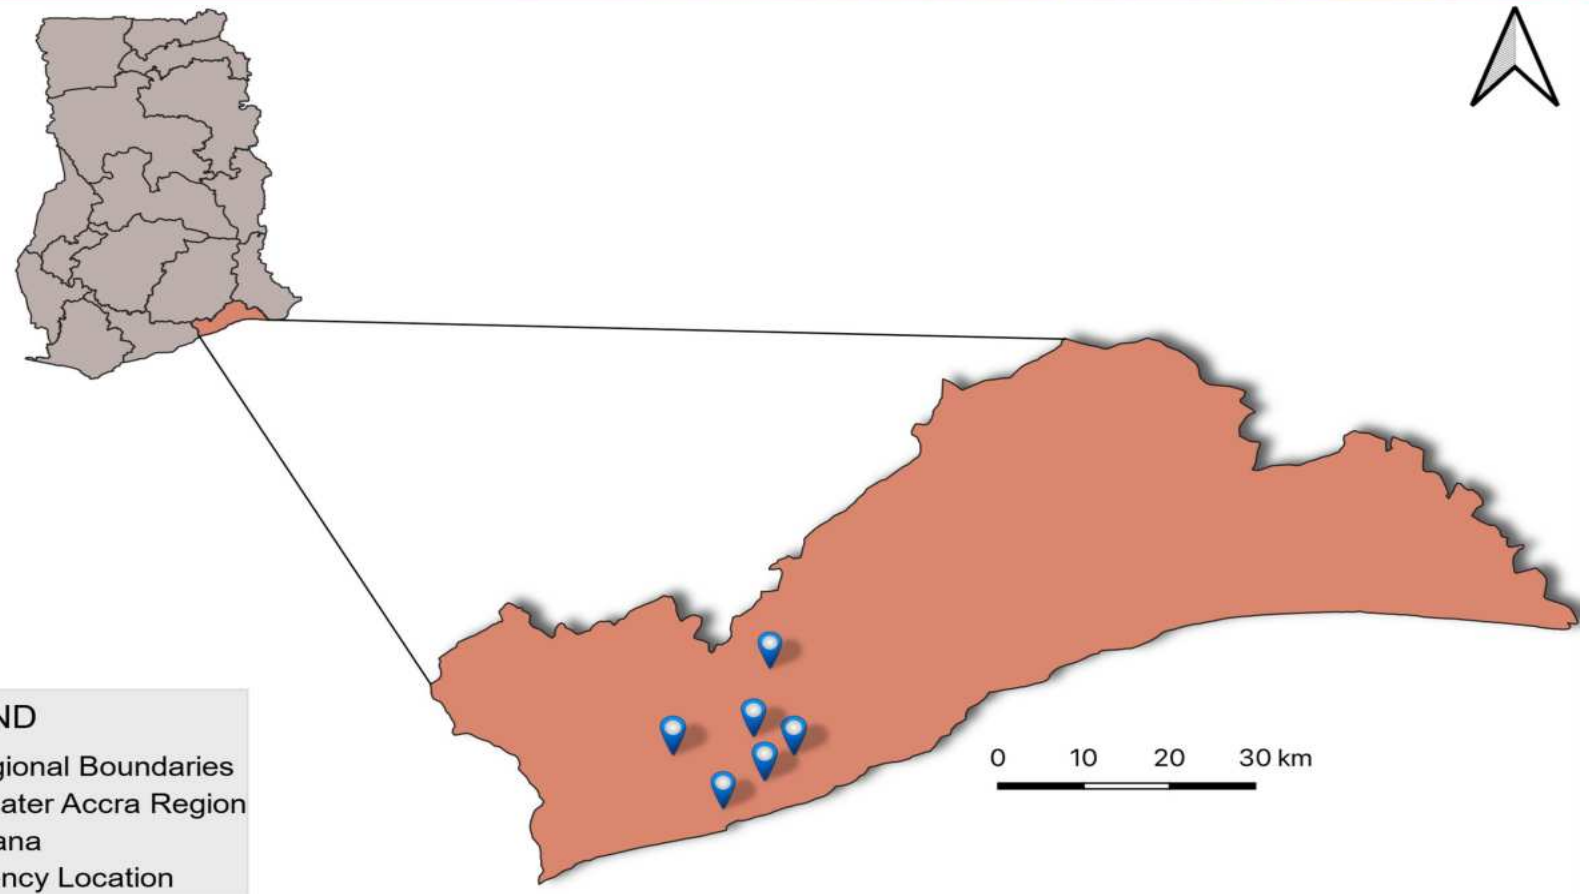 ND
gional Boundaries
ater Accra Region
ana
ncy Location
0 10 20 30 km